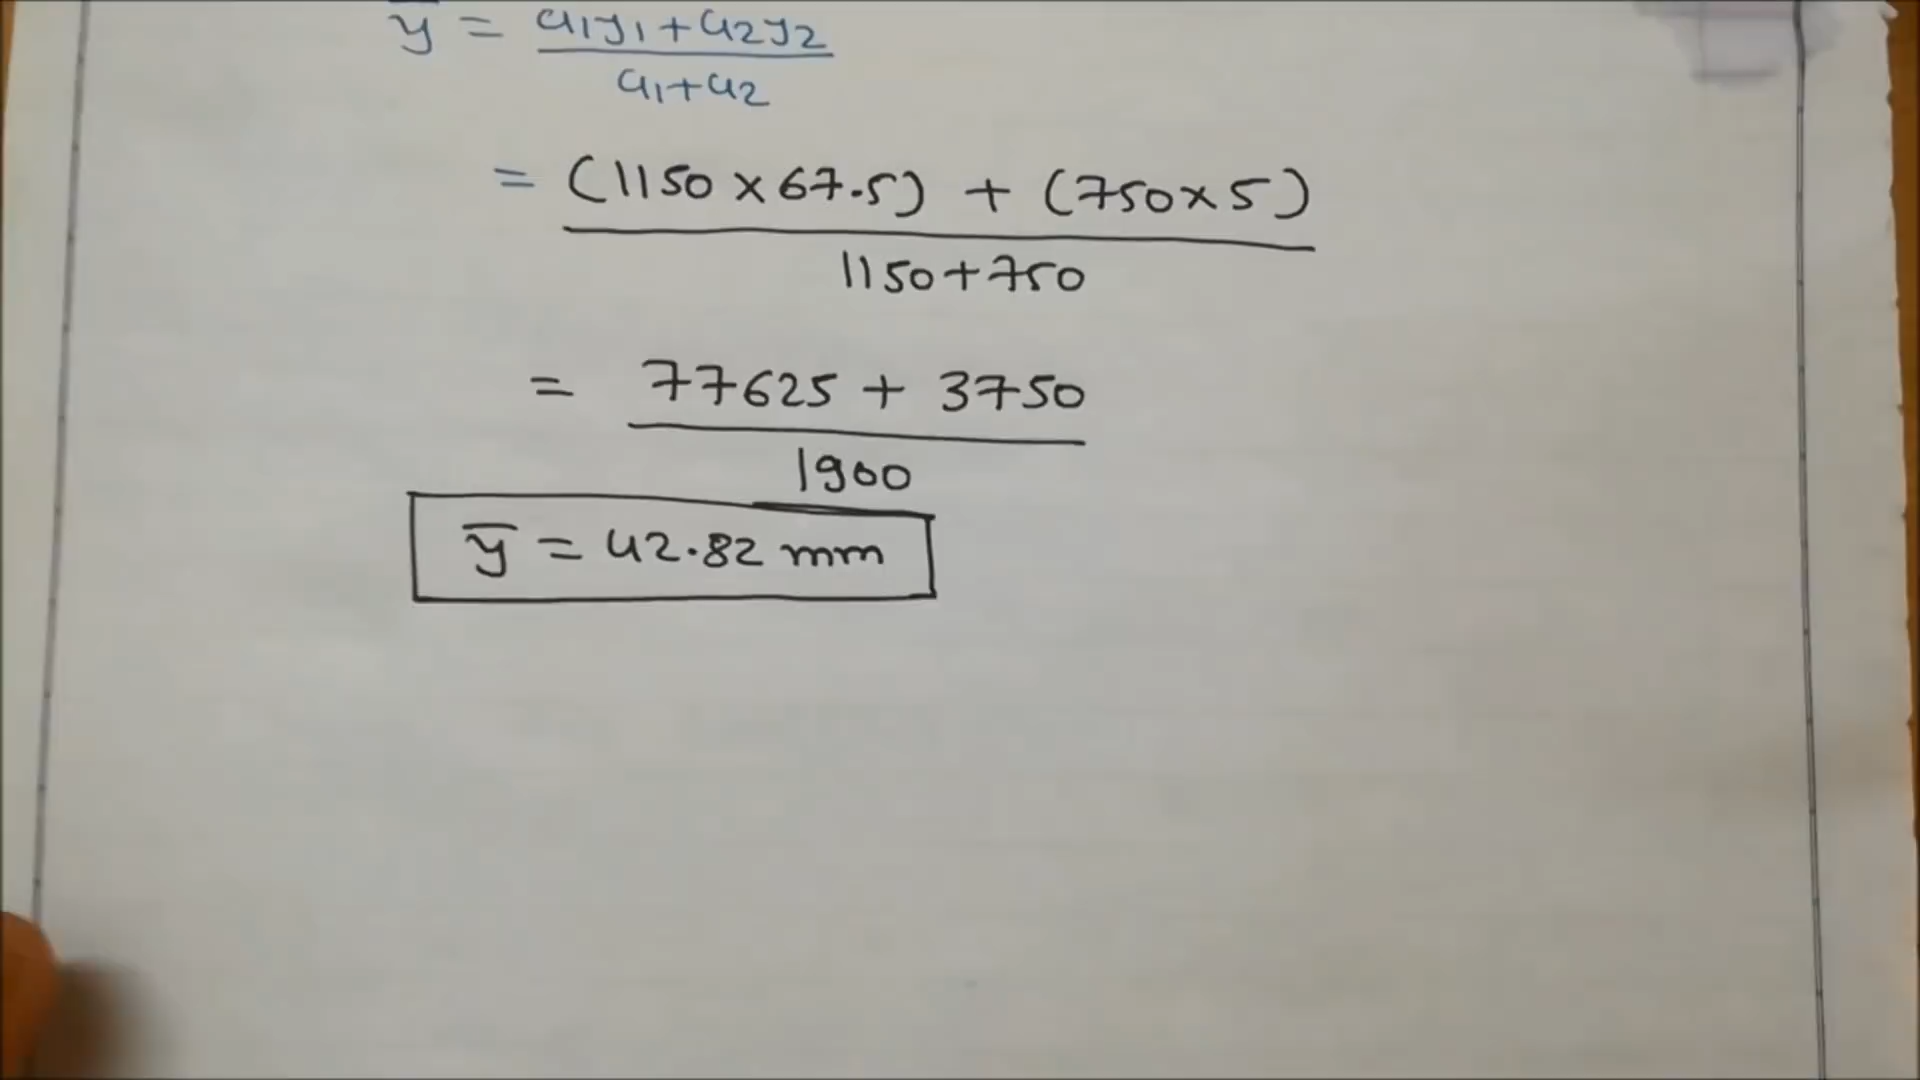 ȳ = a₁y₁ + a₂y₂ / a₁ + a₂
= (1150 × 67.5) + (750 × 5) / 1150 + 750
= 77625 + 3750 / 1900
ȳ = 42.82 mm